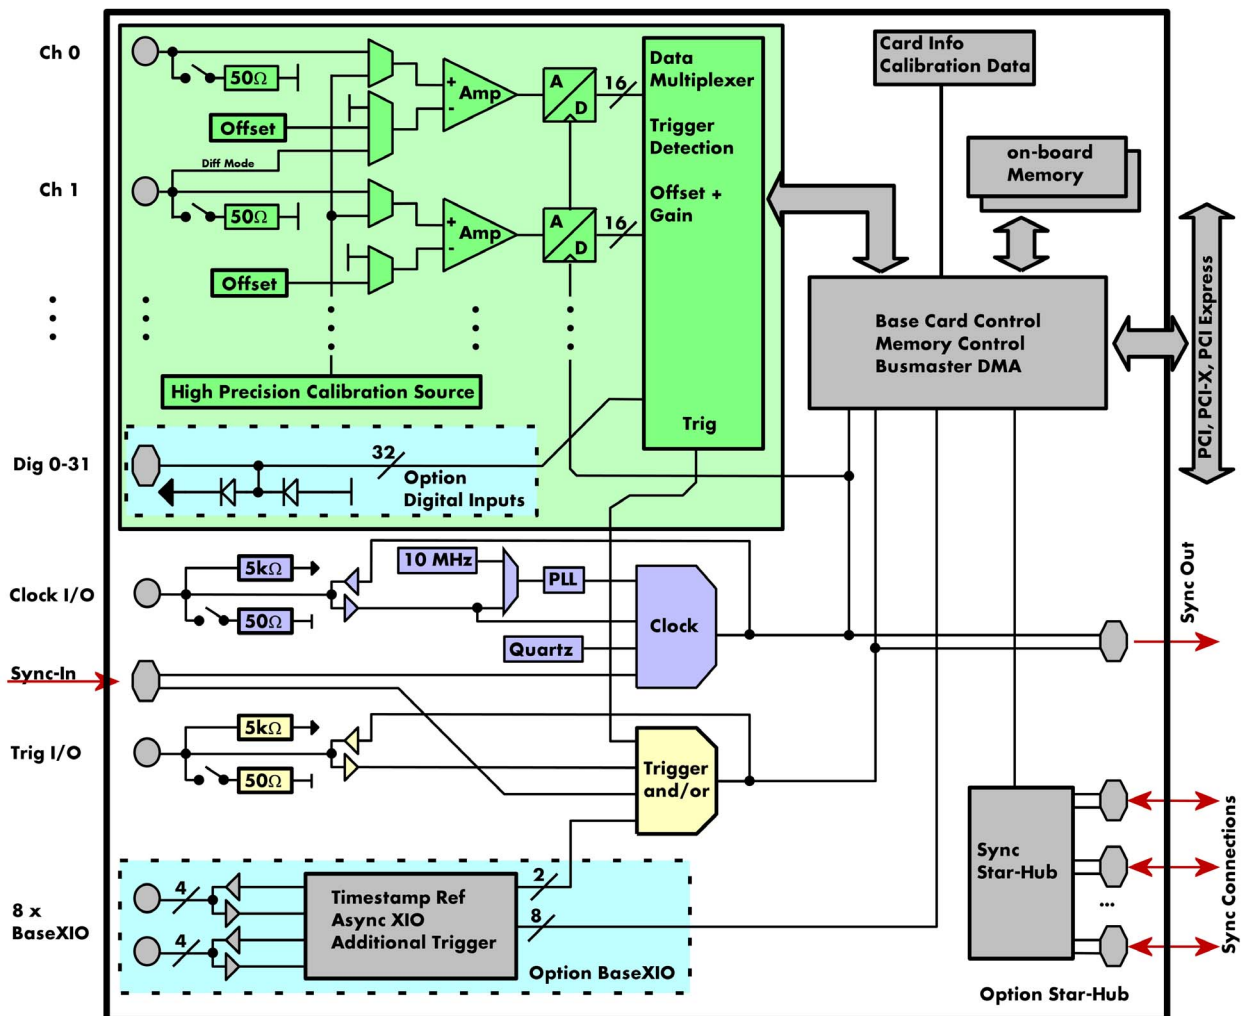 Ch 0
50Ω
Offset
Diff Mode
Ch 1
50Ω
Offset
+
-
Amp
+
-
Amp
A
D
A
D
16
16
Data
Multiplexer
Trigger
Detection
Offset +
Gain
Trig
High Precision Calibration Source
Card Info
Calibration Data
on-board
Memory
Base Card Control
Memory Control
Busmaster DMA
PCI, PCI-X, PCI Express
Dig 0-31
32
Option
Digital Inputs
Clock I/O
5kΩ
50Ω
10 MHz
PLL
Quartz
Clock
Sync Out
Sync-In
Trig I/O
5kΩ
50Ω
Trigger
and/or
8 x
BaseXIO
4
4
Timestamp Ref
Async XIO
Additional Trigger
2
8
Option BaseXIO
Sync
Star-Hub
...
Sync Connections
Option Star-Hub